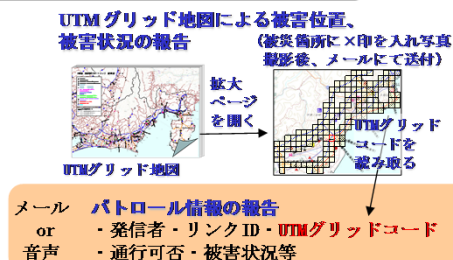 UTMグリッド地図による被害位置、
被害状況の報告
(被災箇所に×印を入れ写真
撮影後、メールにて送付)
拡大
ページ
を開く
UTMグリッド
コードを
読み取る
UTMグリッド地図
メール パトロール情報の報告
or ・発信者・リンクID・UTMグリッドコード
音声 ・通行可否・被害状況等